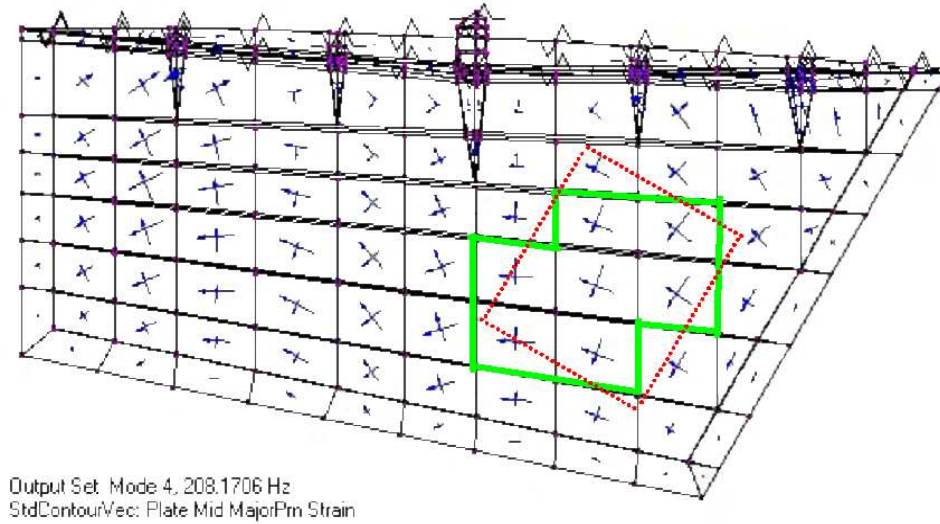 Output Set: Mode 4, 208.1706 Hz
StdContourVec: Plate Mid MajorPrn Strain